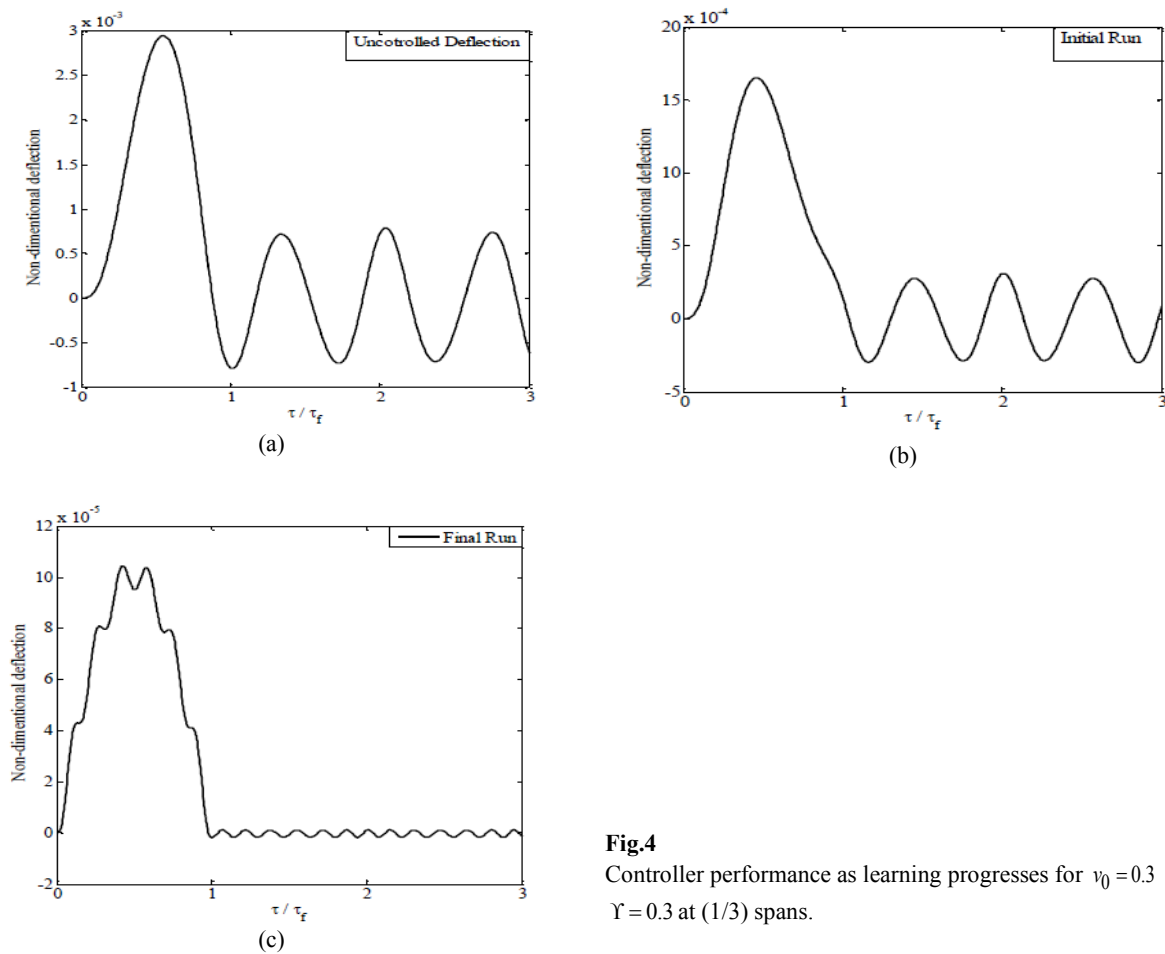 x 10⁻³
3
2.5
2
1.5
1
0.5
0
-0.5
-1
Non-dimentional deflection
Uncotrolled Deflection
0 1 2 3
τ / τf
(a)
x 10⁻⁴
20
15
10
5
0
-5
Non-dimentional deflection
Initial Run
0 1 2 3
τ / τf
(b)
x 10⁻⁵
12
10
8
6
4
2
0
-2
Non-dimentional deflection
Final Run
0 1 2 3
τ / τf
(c)
Fig.4
Controller performance as learning progresses for v₀ = 0.3
ϒ = 0.3 at (1/3) spans.